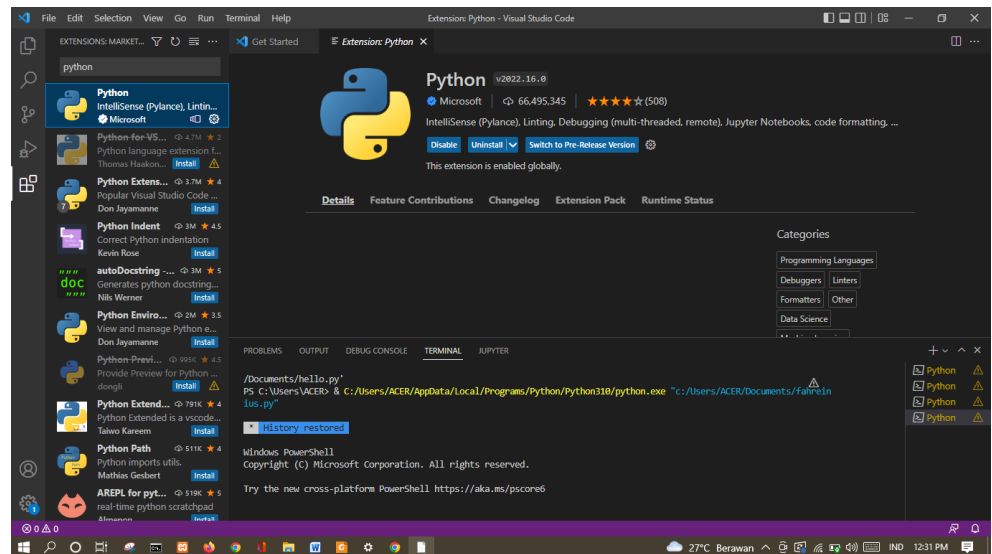 File Edit Selection View Go Run Terminal Help
Extension: Python - Visual Studio Code
EXTENSIONS: MARKET...
Get Started
Extension: Python
python
Python
IntelliSense (Pylance), Lintin...
Microsoft
Python for VS... 4.7M ★ 2
Python language extension f...
Thomas Haakon... Install
Python Extens... 3.7M ★ 4
Popular Visual Studio Code ...
7
Don Jayamanne Install
Python Indent 3M ★ 4.5
Correct Python indentation
Kevin Rose Install
autoDocstring -... 3M ★ 5
Generates python docstring...
""" doc """
Nils Werner Install
Python Enviro... 2M ★ 3.5
View and manage Python e...
Don Jayamanne Install
Python Previ... 995K ★ 4.5
Provide Preview for Python ...
dongli Install
Python Extend... 791K ★ 4
Python Extended is a vscode...
Taiwo Kareem Install
Python Path 511K ★ 4
Python imports utils.
Mathias Gesbert Install
AREPL for pyt... 519K ★ 5
real-time python scratchpad
Almenon Install
Python v2022.16.0
Microsoft 66,495,345 ★★★★☆ (508)
IntelliSense (Pylance), Linting, Debugging (multi-threaded, remote), Jupyter Notebooks, code formatting, ...
Disable Uninstall Switch to Pre-Release Version
This extension is enabled globally.
Details Feature Contributions Changelog Extension Pack Runtime Status
Categories
Programming Languages
Debuggers Linters
Formatters Other
Data Science
PROBLEMS OUTPUT DEBUG CONSOLE TERMINAL JUPYTER
/Documents/hello.py'
PS C:\Users\ACER> & C:/Users/ACER/AppData/Local/Programs/Python/Python310/python.exe "c:/Users/ACER/Documents/fahrein
ius.py"
* History restored
Windows PowerShell
Copyright (C) Microsoft Corporation. All rights reserved.
Try the new cross-platform PowerShell https://aka.ms/pscore6
Python
Python
Python
Python
1
0 0
27°C Berawan IND 12:31 PM